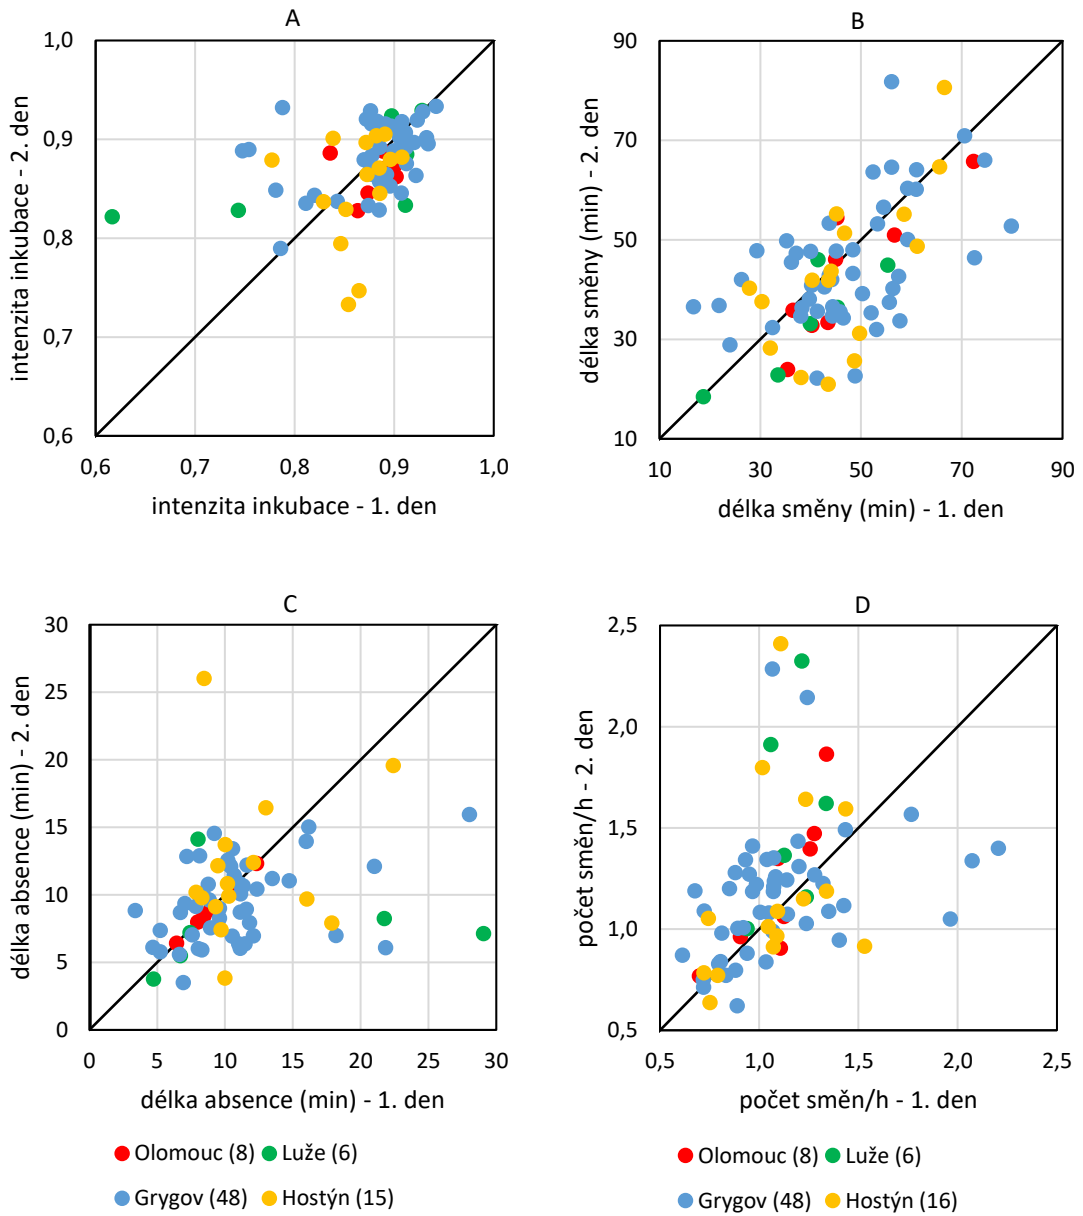 A
1,0
0,9
0,8
0,7
0,6
0,6 0,7 0,8 0,9 1,0
intenzita inkubace - 2. den
intenzita inkubace - 1. den
B
90
70
50
30
10
10 30 50 70 90
délka směny (min) - 2. den
délka směny (min) - 1. den
C
30
25
20
15
10
5
0
0 5 10 15 20 25 30
délka absence (min) - 2. den
délka absence (min) - 1. den
D
2,5
2,0
1,5
1,0
0,5
0,5 1,0 1,5 2,0 2,5
počet směn/h - 2. den
počet směn/h - 1. den
Olomouc (8) Luže (6)
Grygov (48) Hostýn (15)
Olomouc (8) Luže (6)
Grygov (48) Hostýn (16)